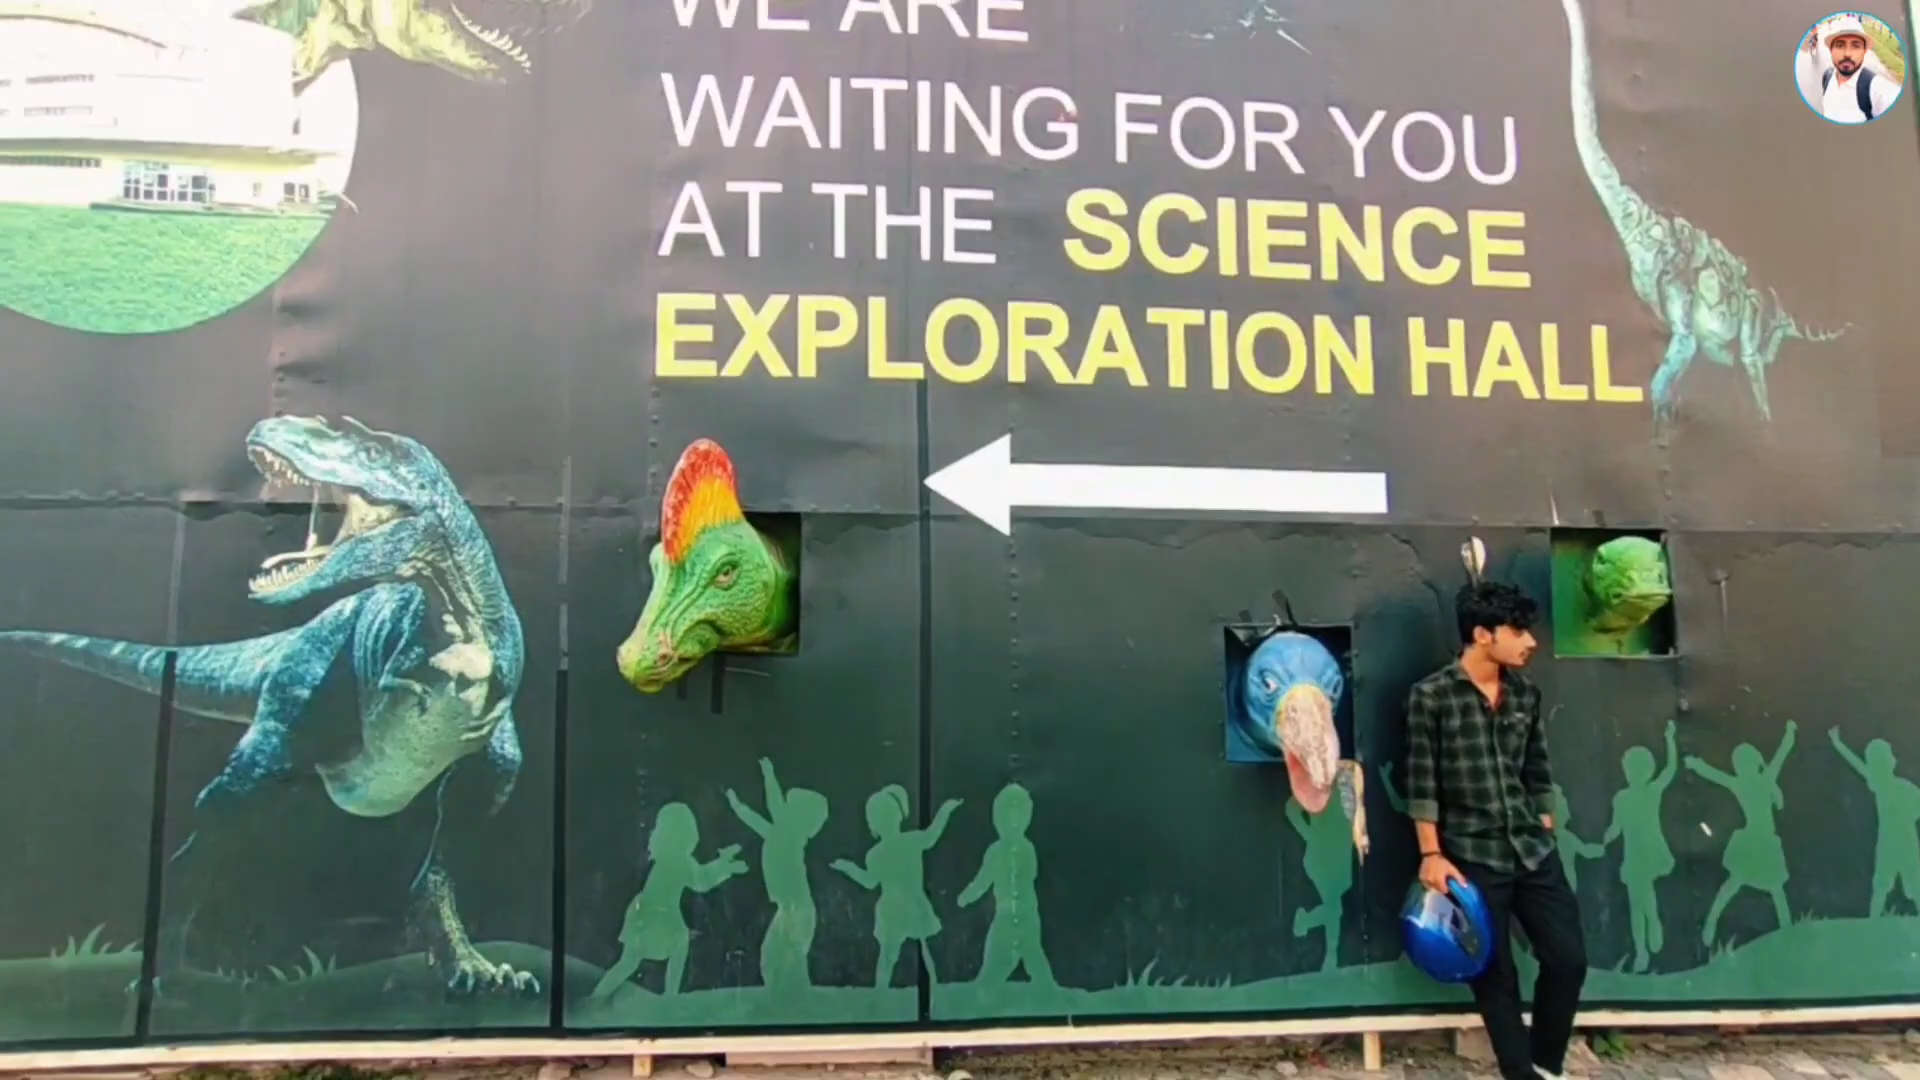 WE ARE
WAITING FOR YOU
AT THE SCIENCE
EXPLORATION HALL